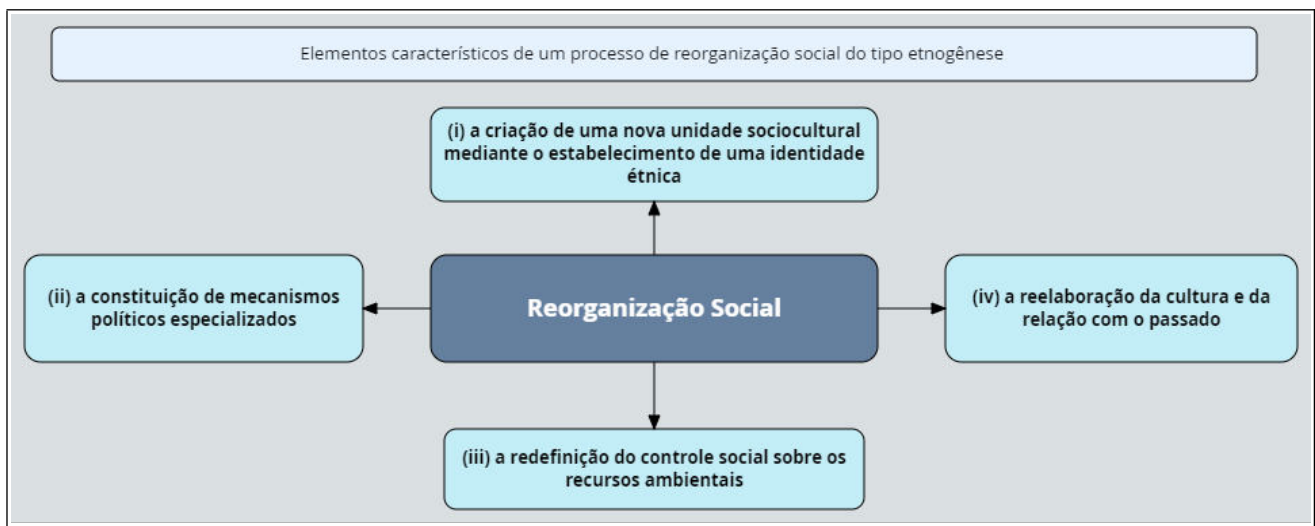 Elementos característicos de um processo de reorganização social do tipo etnogênese
(i) a criação de uma nova unidade sociocultural
mediante o estabelecimento de uma identidade
étnica
(ii) a constituição de mecanismos
políticos especializados
Reorganização Social
(iv) a reelaboração da cultura e da
relação com o passado
(iii) a redefinição do controle social sobre os
recursos ambientais